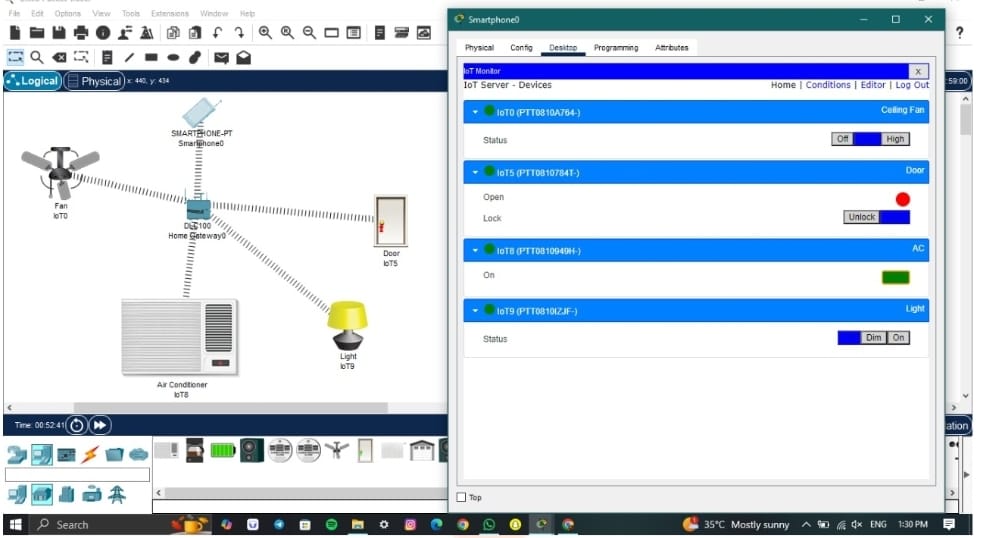 File Edit Options View Tools Extensions Window Help
Logical
Physical
x: 440, y: 434
SMARTPHONE-PT
Smartphone0
Fan
IoT0
DLC100
Home Gateway0
Door
IoT5
Light
IoT9
Air Conditioner
IoT8
Time: 00:52:41
Smartphone0
?
Physical Config Desktop Programming Attributes
IoT Monitor
X
IoT Server - Devices
Home | Conditions | Editor | Log Out
:59:00
IoT0 (PTT0810A764-)
Ceiling Fan
Status
Off
High
IoT5 (PTT0810784T-)
Door
Open
Lock
Unlock
IoT8 (PTT0810949H-)
AC
On
IoT9 (PTT0810IZJF-)
Light
Status
Dim
On
Top
Search
35°C Mostly sunny
ENG
1:30 PM